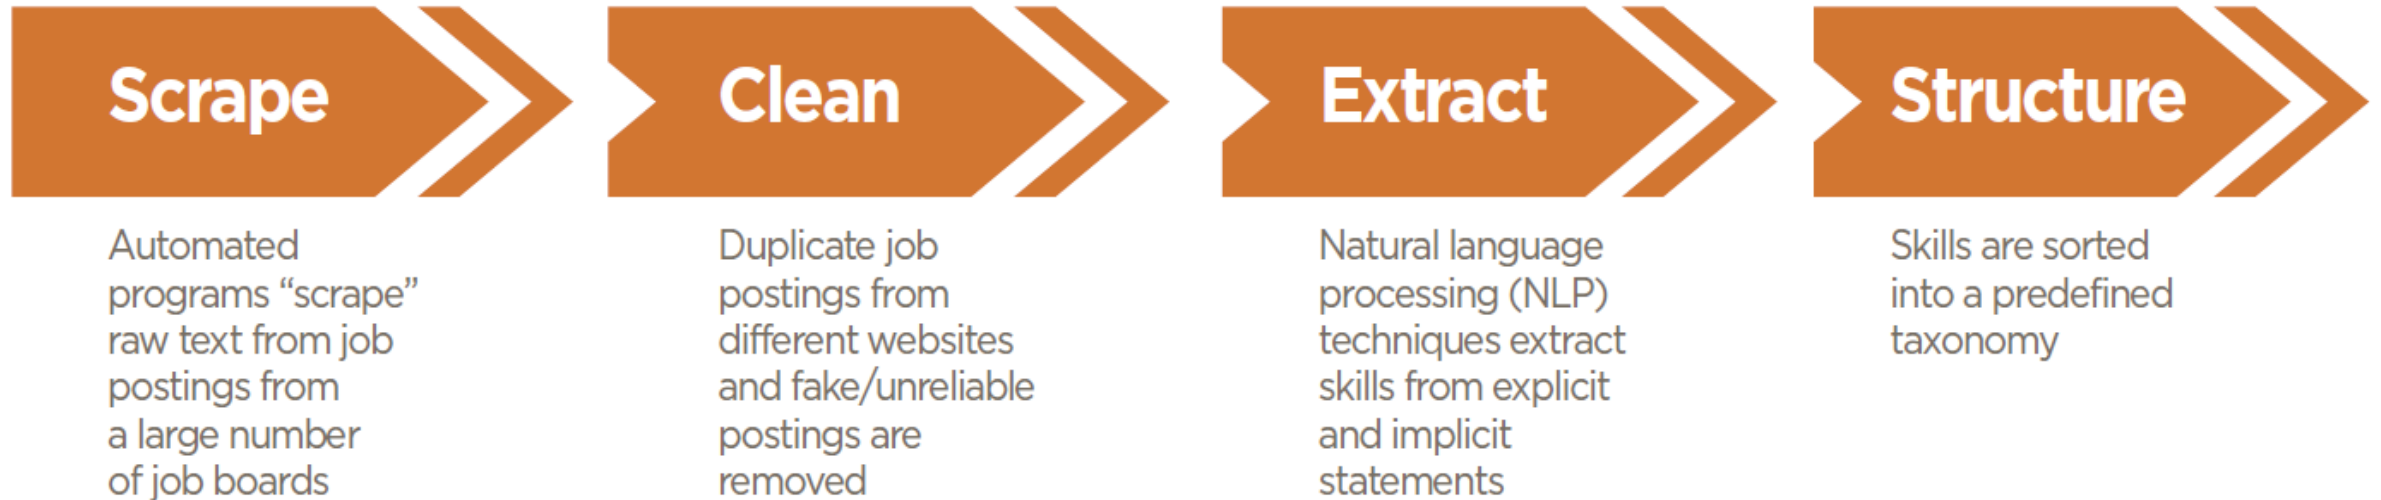 Scrape
Automated
programs “scrape”
raw text from job
postings from
a large number
of job boards
Clean
Duplicate job
postings from
different websites
and fake/unreliable
postings are
removed
Extract
Natural language
processing (NLP)
techniques extract
skills from explicit
and implicit
statements
Structure
Skills are sorted
into a predefined
taxonomy